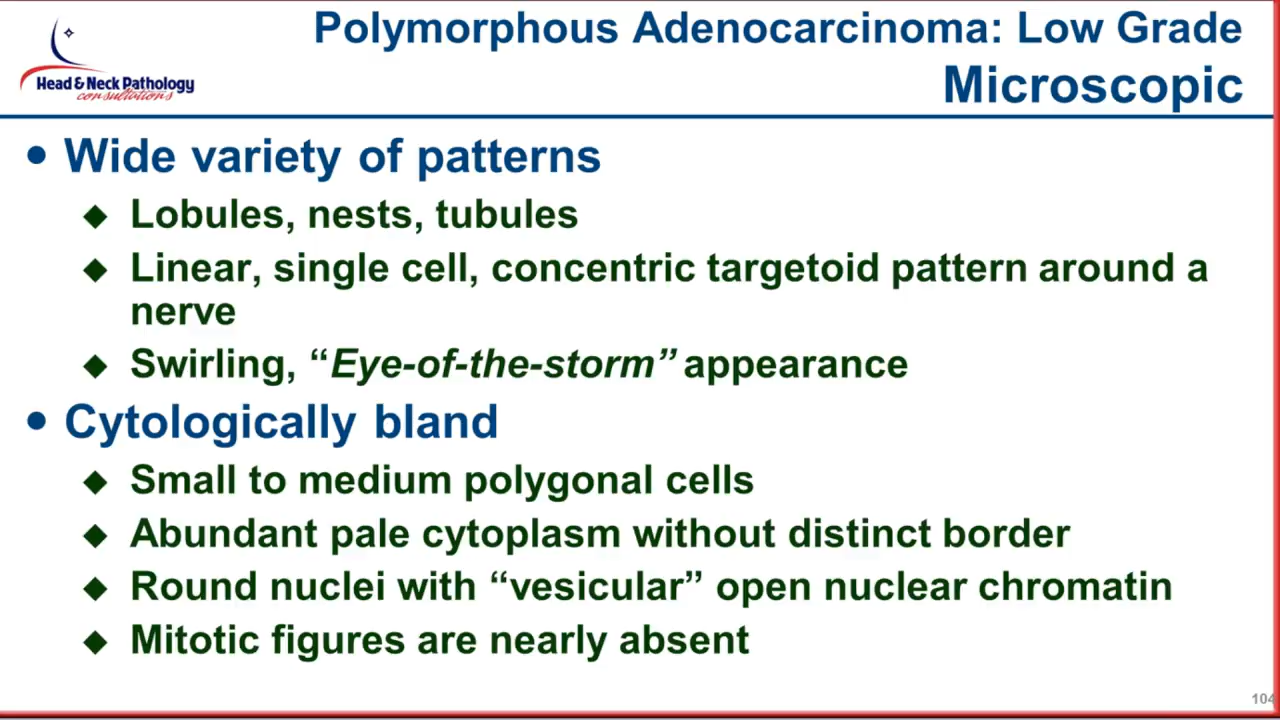 Head & Neck Pathology
consultations
Polymorphous Adenocarcinoma: Low Grade
Microscopic
• Wide variety of patterns
◆ Lobules, nests, tubules
◆ Linear, single cell, concentric targetoid pattern around a
nerve
◆ Swirling, “Eye-of-the-storm” appearance
• Cytologically bland
◆ Small to medium polygonal cells
◆ Abundant pale cytoplasm without distinct border
◆ Round nuclei with “vesicular” open nuclear chromatin
◆ Mitotic figures are nearly absent
104